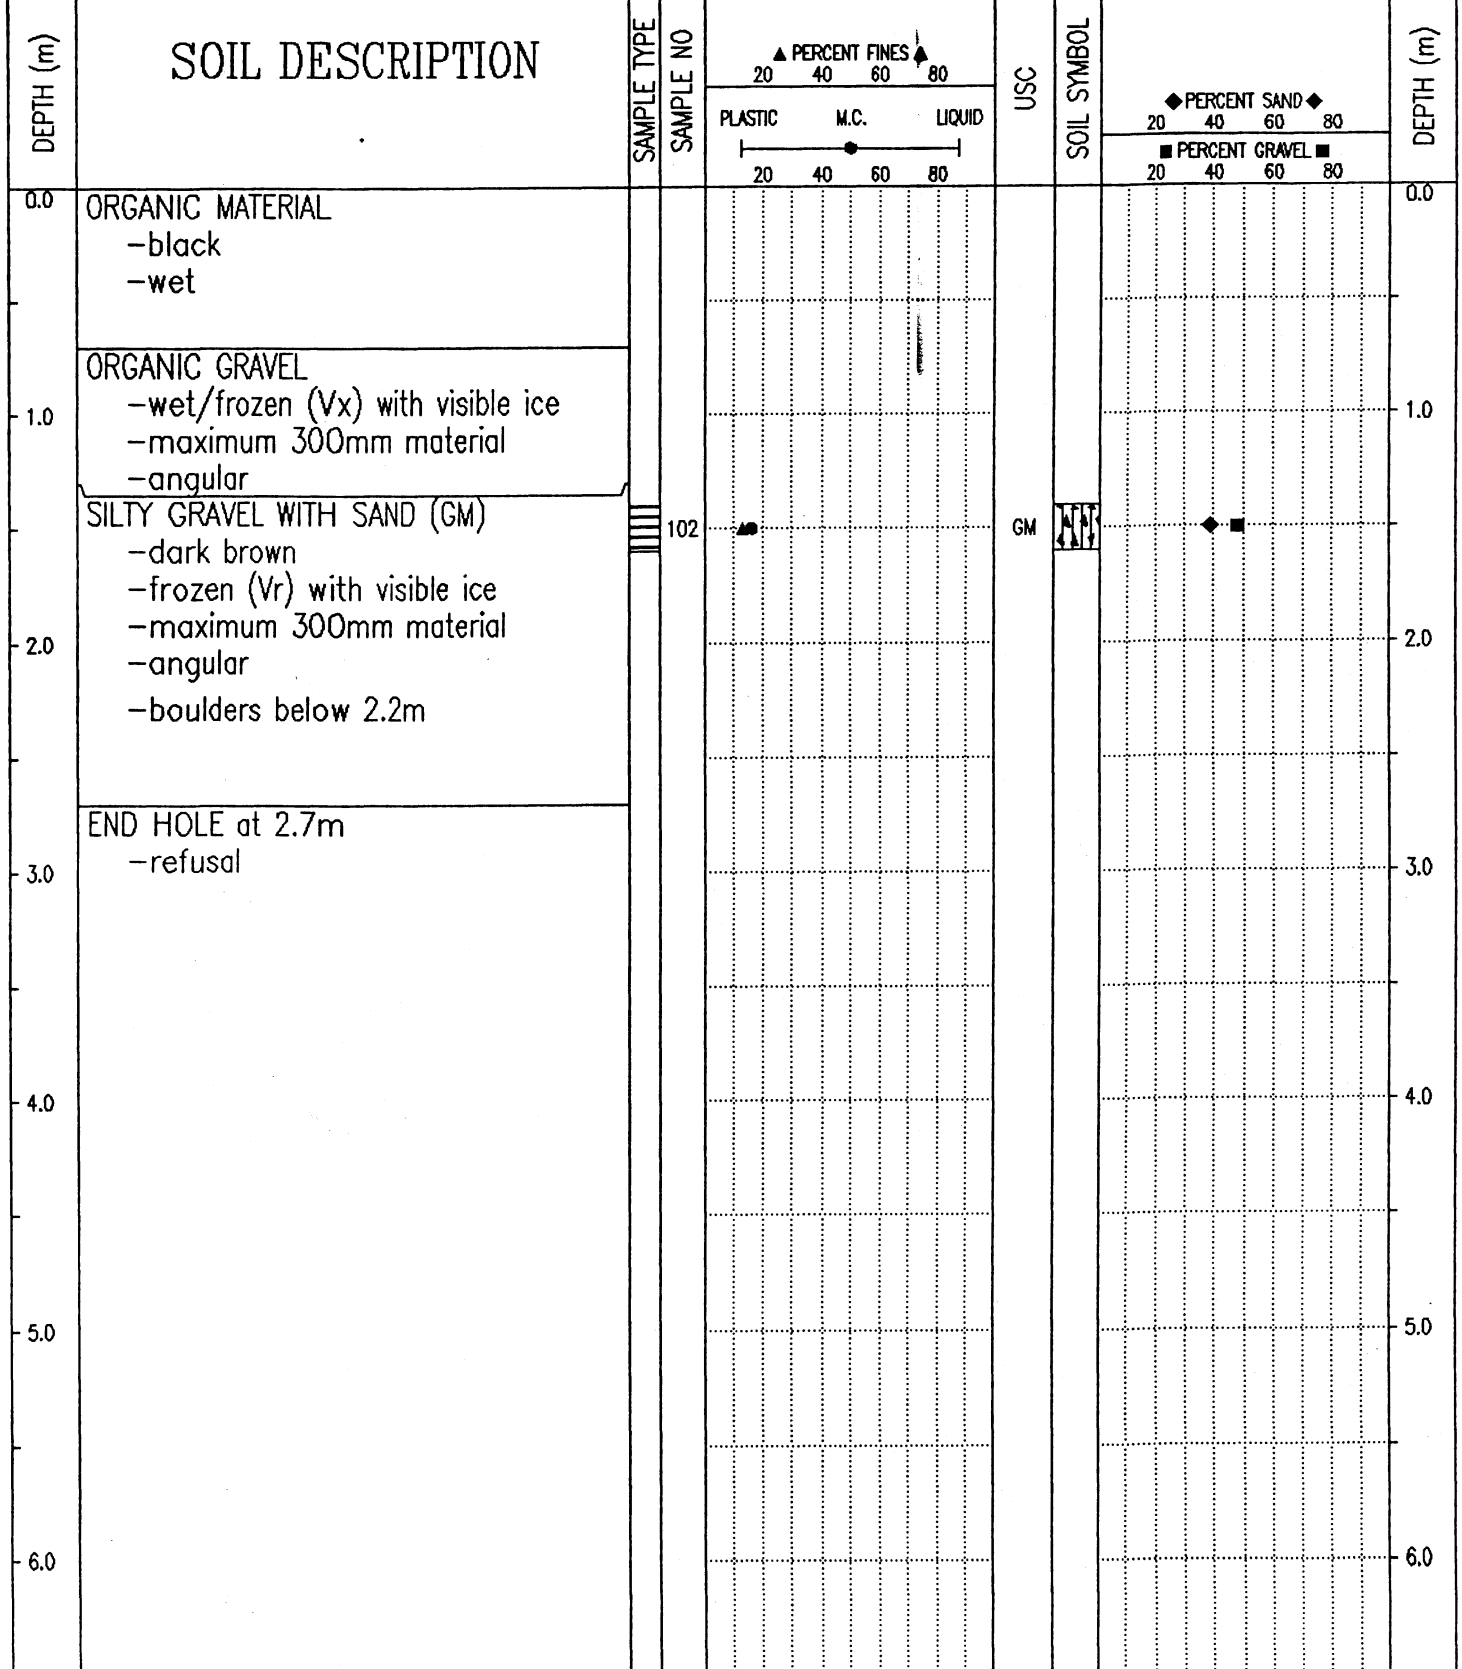 DEPTH (m)
SOIL DESCRIPTION
SAMPLE TYPE
SAMPLE NO
▲ PERCENT FINES ▲
20 40 60 80
PLASTIC M.C. LIQUID
20 40 60 80
USC
SOIL SYMBOL
◆ PERCENT SAND ◆
20 40 60 80
■ PERCENT GRAVEL ■
20 40 60 80
DEPTH (m)
0.0
ORGANIC MATERIAL
0.0
-black
-wet
ORGANIC GRAVEL
-wet/frozen (Vx) with visible ice
1.0
1.0
-maximum 300mm material
-angular
SILTY GRAVEL WITH SAND (GM)
102
GM
-dark brown
-frozen (Vr) with visible ice
-maximum 300mm material
2.0
2.0
-angular
-boulders below 2.2m
END HOLE at 2.7m
-refusal
3.0
3.0
4.0
4.0
5.0
5.0
6.0
6.0